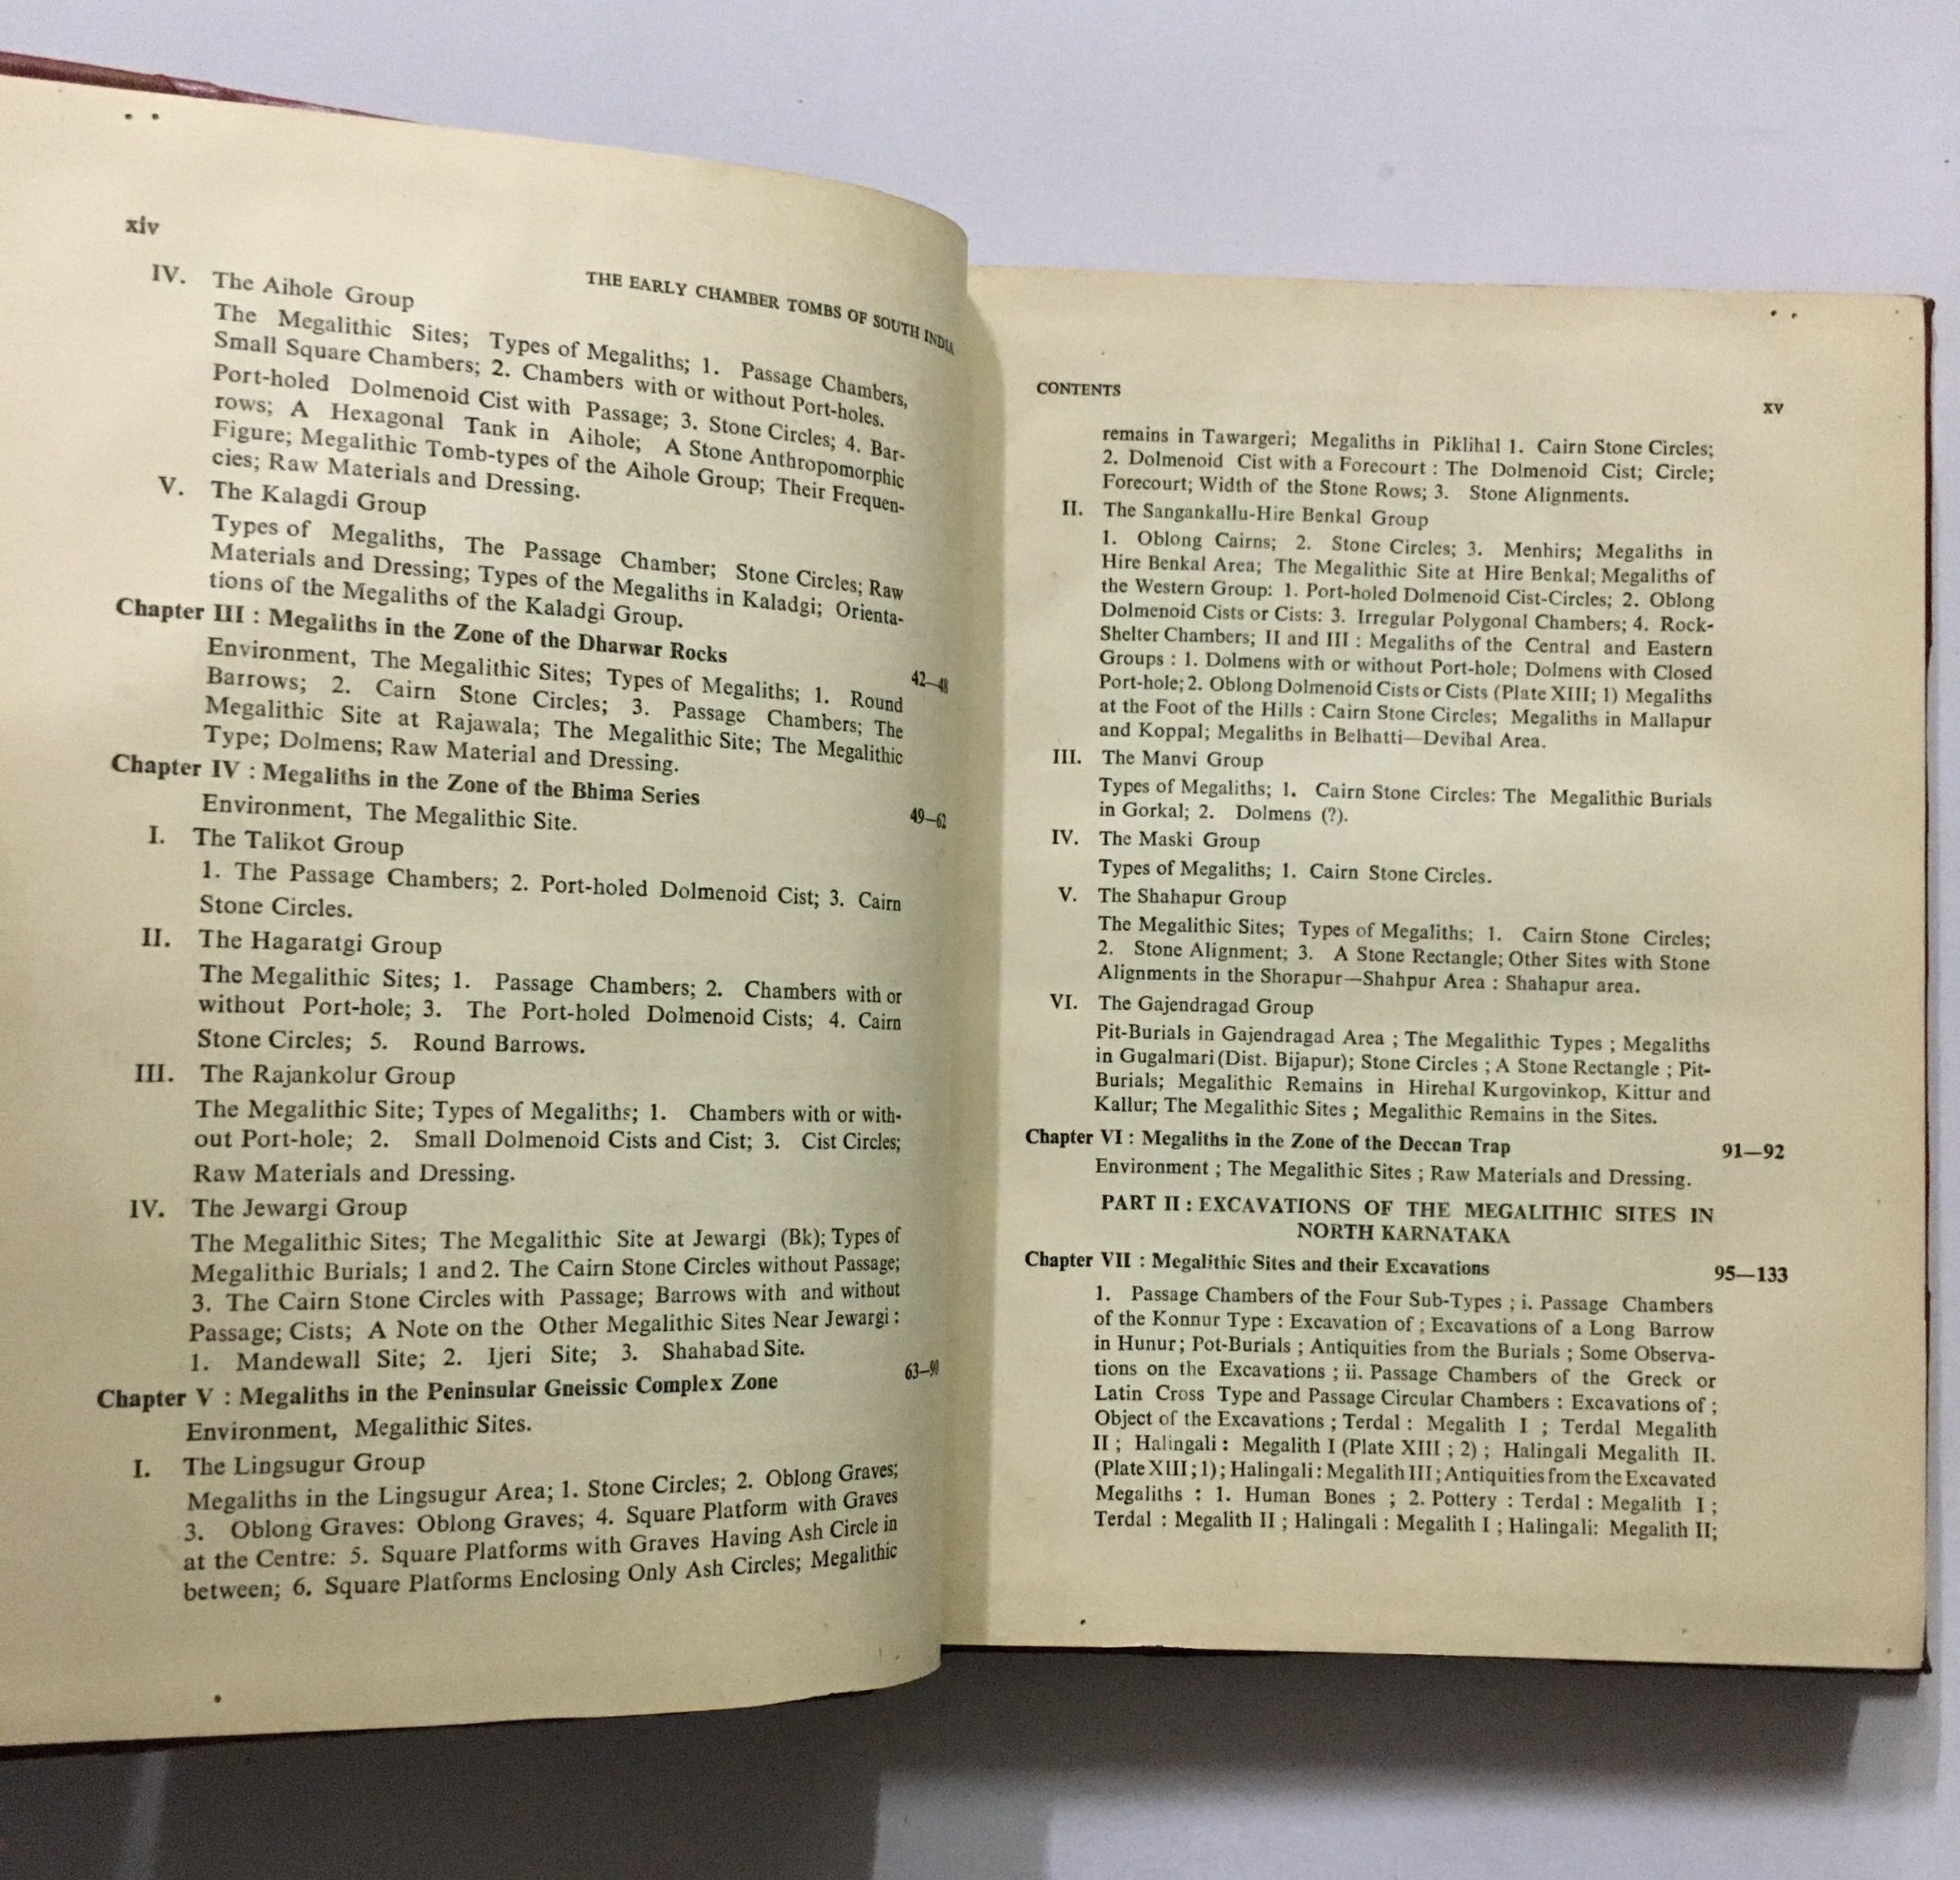 xiv
THE EARLY CHAMBER TOMBS OF SOUTH INDIA
IV. The Aihole Group
The Megalithic Sites; Types of Megaliths; 1. Passage Chambers,
Small Square Chambers; 2. Chambers with or without Port-holes.
Port-holed Dolmenoid Cist with Passage; 3. Stone Circles; 4. Bar-
rows; A Hexagonal Tank in Aihole; A Stone Anthropomorphic
Figure; Megalithic Tomb-types of the Aihole Group; Their Frequen-
cies; Raw Materials and Dressing.
V. The Kalagdi Group
Types of Megaliths, The Passage Chamber; Stone Circles; Raw
Materials and Dressing; Types of the Megaliths in Kaladgi; Orienta-
tions of the Megaliths of the Kaladgi Group.
Chapter III : Megaliths in the Zone of the Dharwar Rocks 42—48
Environment, The Megalithic Sites; Types of Megaliths; 1. Round
Barrows; 2. Cairn Stone Circles; 3. Passage Chambers; The
Megalithic Site at Rajawala; The Megalithic Site; The Megalithic
Type; Dolmens; Raw Material and Dressing.
Chapter IV : Megaliths in the Zone of the Bhima Series 49—62
Environment, The Megalithic Site.
I. The Talikot Group
1. The Passage Chambers; 2. Port-holed Dolmenoid Cist; 3. Cairn
Stone Circles.
II. The Hagaratgi Group
The Megalithic Sites; 1. Passage Chambers; 2. Chambers with or
without Port-hole; 3. The Port-holed Dolmenoid Cists; 4. Cairn
Stone Circles; 5. Round Barrows.
III. The Rajankolur Group
The Megalithic Site; Types of Megaliths; 1. Chambers with or with-
out Port-hole; 2. Small Dolmenoid Cists and Cist; 3. Cist Circles;
Raw Materials and Dressing.
IV. The Jewargi Group
The Megalithic Sites; The Megalithic Site at Jewargi (Bk); Types of
Megalithic Burials; 1 and 2. The Cairn Stone Circles without Passage;
3. The Cairn Stone Circles with Passage; Barrows with and without
Passage; Cists; A Note on the Other Megalithic Sites Near Jewargi :
1. Mandewall Site; 2. Ijeri Site; 3. Shahabad Site.
Chapter V : Megaliths in the Peninsular Gneissic Complex Zone 63—90
Environment, Megalithic Sites.
I. The Lingsugur Group
Megaliths in the Lingsugur Area; 1. Stone Circles; 2. Oblong Graves;
3. Oblong Graves: Oblong Graves; 4. Square Platform with Graves
at the Centre: 5. Square Platforms with Graves Having Ash Circle in
between; 6. Square Platforms Enclosing Only Ash Circles; Megalithic
CONTENTS
xv
remains in Tawargeri; Megaliths in Piklihal 1. Cairn Stone Circles;
2. Dolmenoid Cist with a Forecourt : The Dolmenoid Cist; Circle;
Forecourt; Width of the Stone Rows; 3. Stone Alignments.
II. The Sangankallu-Hire Benkal Group
1. Oblong Cairns; 2. Stone Circles; 3. Menhirs; Megaliths in
Hire Benkal Area; The Megalithic Site at Hire Benkal; Megaliths of
the Western Group: 1. Port-holed Dolmenoid Cist-Circles; 2. Oblong
Dolmenoid Cists or Cists: 3. Irregular Polygonal Chambers; 4. Rock-
Shelter Chambers; II and III : Megaliths of the Central and Eastern
Groups : 1. Dolmens with or without Port-hole; Dolmens with Closed
Port-hole; 2. Oblong Dolmenoid Cists or Cists (Plate XIII; 1) Megaliths
at the Foot of the Hills : Cairn Stone Circles; Megaliths in Mallapur
and Koppal; Megaliths in Belhatti—Devihal Area.
III. The Manvi Group
Types of Megaliths; 1. Cairn Stone Circles: The Megalithic Burials
in Gorkal; 2. Dolmens (?).
IV. The Maski Group
Types of Megaliths; 1. Cairn Stone Circles.
V. The Shahapur Group
The Megalithic Sites; Types of Megaliths; 1. Cairn Stone Circles;
2. Stone Alignment; 3. A Stone Rectangle; Other Sites with Stone
Alignments in the Shorapur—Shahpur Area : Shahapur area.
VI. The Gajendragad Group
Pit-Burials in Gajendragad Area ; The Megalithic Types ; Megaliths
in Gugalmari (Dist. Bijapur); Stone Circles ; A Stone Rectangle ; Pit-
Burials; Megalithic Remains in Hirehal Kurgovinkop, Kittur and
Kallur; The Megalithic Sites ; Megalithic Remains in the Sites.
Chapter VI : Megaliths in the Zone of the Deccan Trap 91—92
Environment ; The Megalithic Sites ; Raw Materials and Dressing.
PART II : EXCAVATIONS OF THE MEGALITHIC SITES IN
NORTH KARNATAKA
Chapter VII : Megalithic Sites and their Excavations 95—133
1. Passage Chambers of the Four Sub-Types ; i. Passage Chambers
of the Konnur Type : Excavation of ; Excavations of a Long Barrow
in Hunur ; Pot-Burials ; Antiquities from the Burials ; Some Observa-
tions on the Excavations ; ii. Passage Chambers of the Greck or
Latin Cross Type and Passage Circular Chambers : Excavations of ;
Object of the Excavations ; Terdal : Megalith I ; Terdal Megalith
II ; Halingali : Megalith I (Plate XIII ; 2) ; Halingali Megalith II.
(Plate XIII ; 1) ; Halingali : Megalith III ; Antiquities from the Excavated
Megaliths : 1. Human Bones ; 2. Pottery : Terdal : Megalith I ;
Terdal : Megalith II ; Halingali : Megalith I ; Halingali: Megalith II;